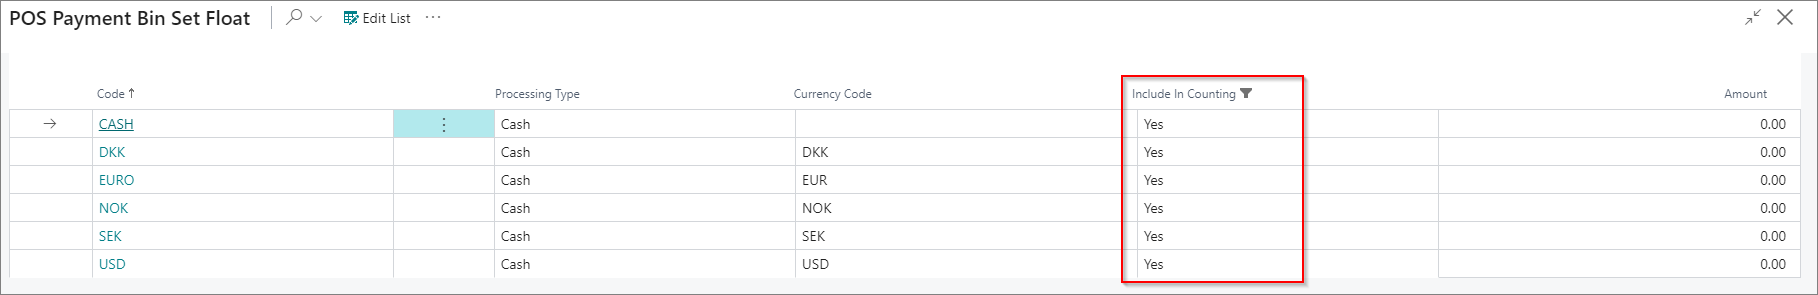 POS Payment Bin Set Float Edit List
Code Processing Type Currency Code Include In Counting Amount
CASH Cash Yes 0.00
DKK Cash DKK Yes 0.00
EURO Cash EUR Yes 0.00
NOK Cash NOK Yes 0.00
SEK Cash SEK Yes 0.00
USD Cash USD Yes 0.00